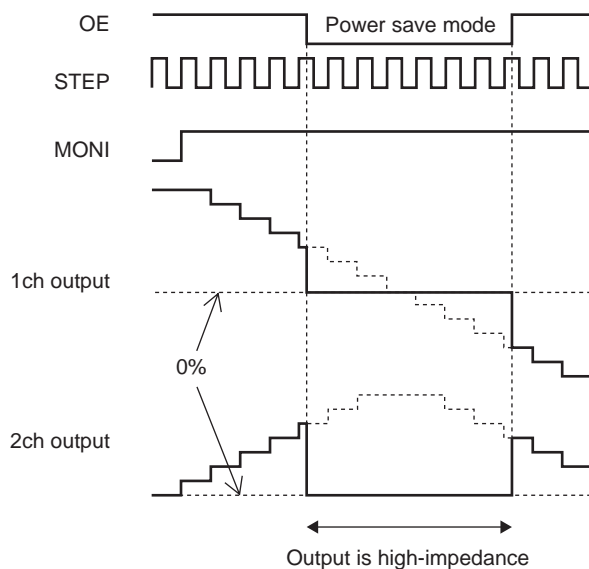 OE
Power save mode
STEP
MONI
1ch output
0%
2ch output
Output is high-impedance